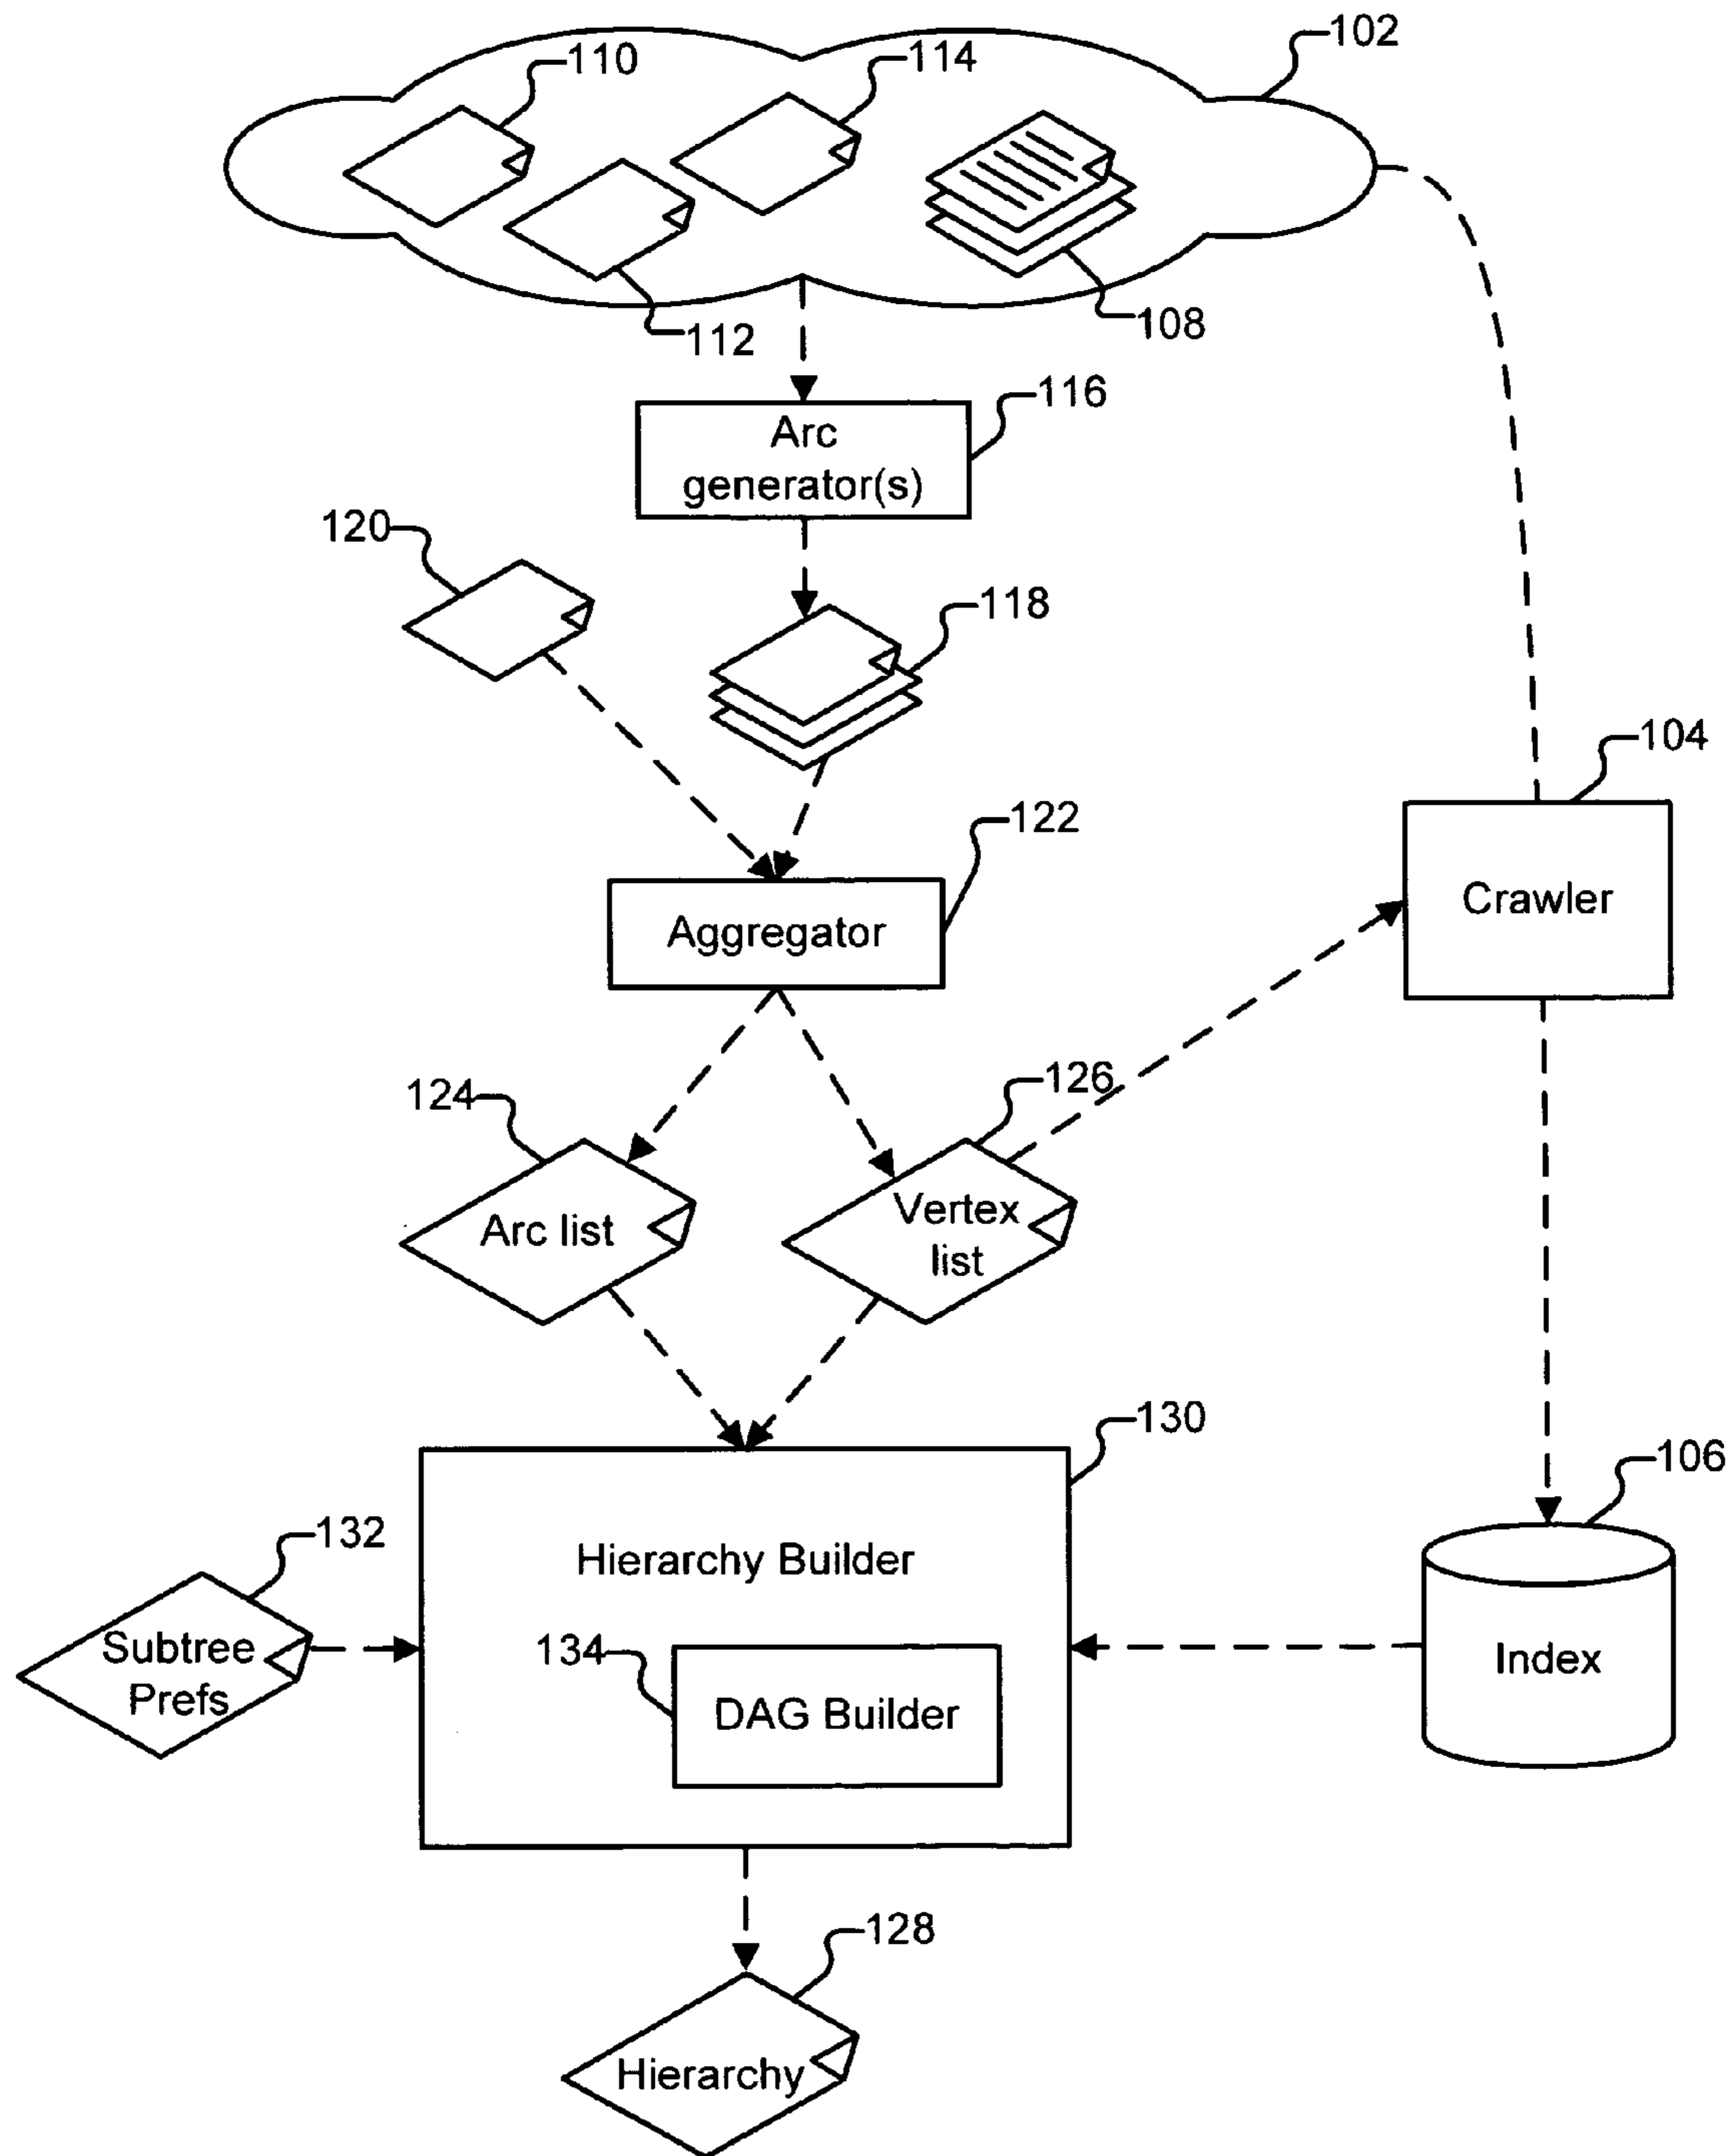 102
110
114
112
108
116
Arc
generator(s)
120
118
104
122
Crawler
Aggregator
126
124
Vertex
list
Arc list
130
106
132
Hierarchy Builder
Subtree
Prefs
134
DAG Builder
Index
128
Hierarchy